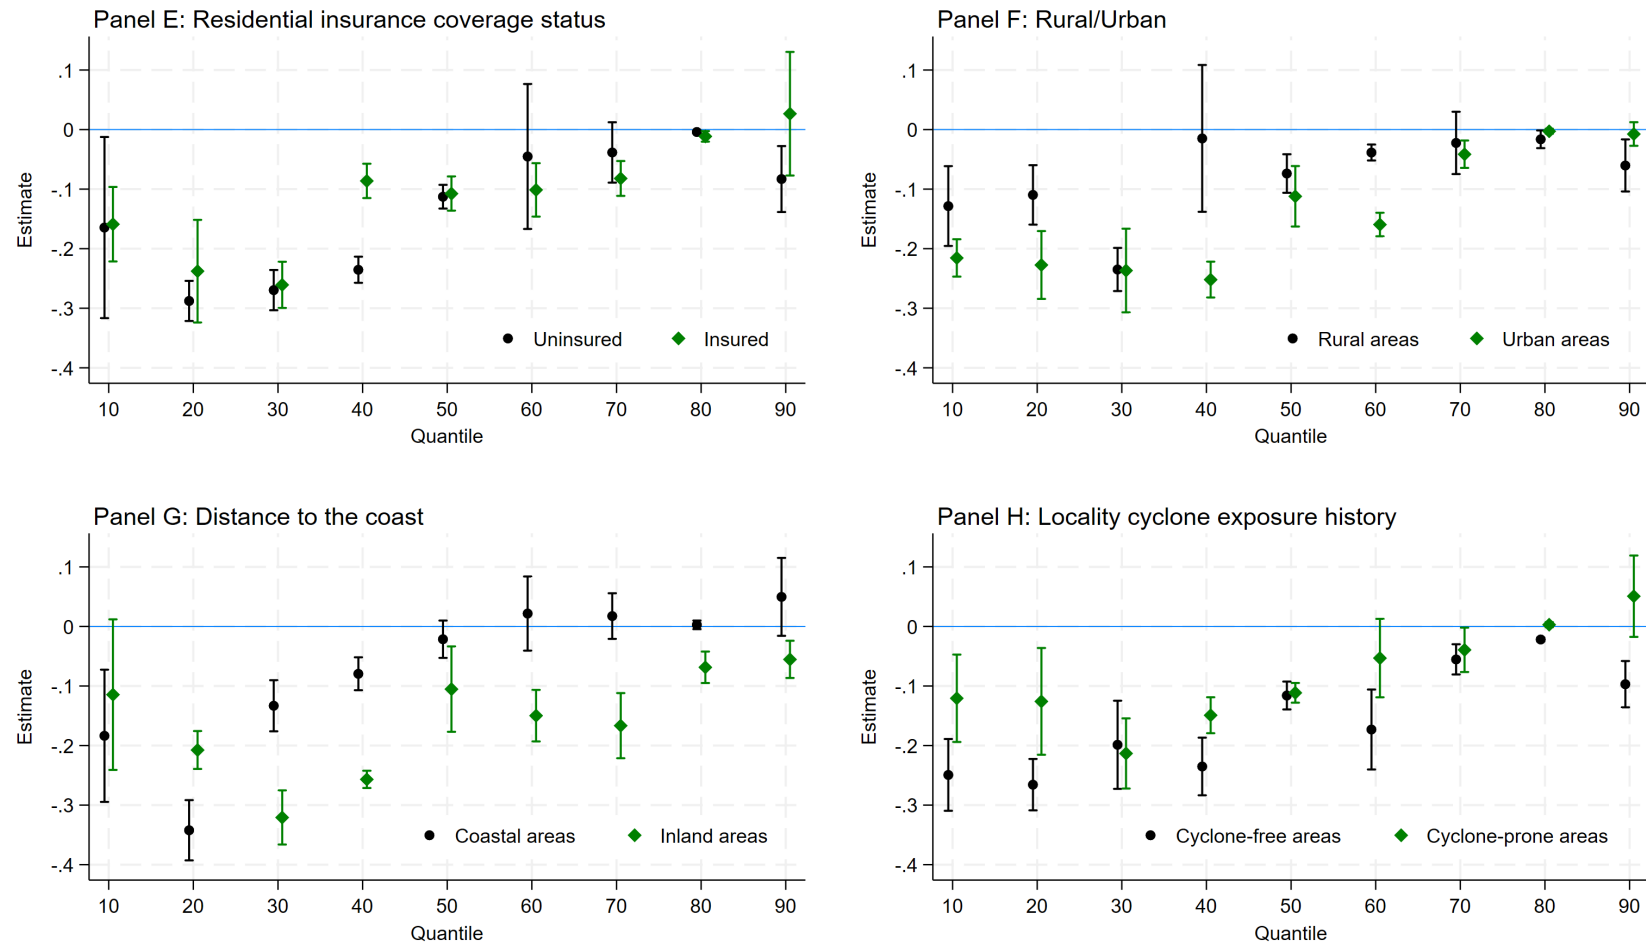 Panel E: Residential insurance coverage status
.1
0
-.1
-.2
-.3
-.4
Estimate
Uninsured
Insured
10 20 30 40 50 60 70 80 90
Quantile
Panel F: Rural/Urban
.1
0
-.1
-.2
-.3
-.4
Estimate
Rural areas
Urban areas
10 20 30 40 50 60 70 80 90
Quantile
Panel G: Distance to the coast
.1
0
-.1
-.2
-.3
-.4
Estimate
Coastal areas
Inland areas
10 20 30 40 50 60 70 80 90
Quantile
Panel H: Locality cyclone exposure history
.1
0
-.1
-.2
-.3
-.4
Estimate
Cyclone-free areas
Cyclone-prone areas
10 20 30 40 50 60 70 80 90
Quantile